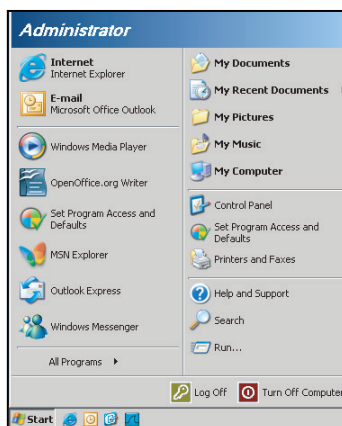 Administrator
Internet
Internet Explorer
E-mail
Microsoft Office Outlook
Windows Media Player
OpenOffice.org Writer
Set Program Access and
Defaults
MSN Explorer
Outlook Express
Windows Messenger
All Programs
My Documents
My Recent Documents
My Pictures
My Music
My Computer
Control Panel
Set Program Access and
Defaults
Printers and Faxes
Help and Support
Search
Run...
Log Off
Turn Off Computer
Start